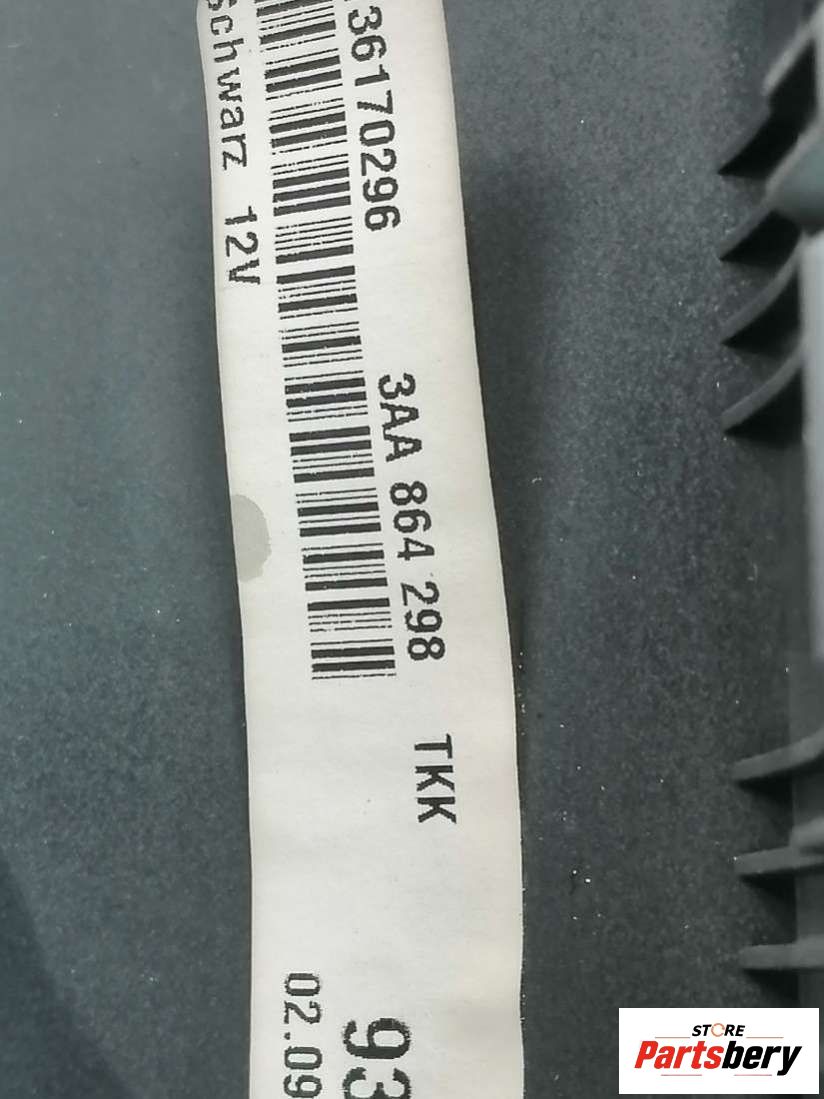 36170296 3AA 864 298 TKK
schwarz 12V
93
02.09
STORE
Partsbery